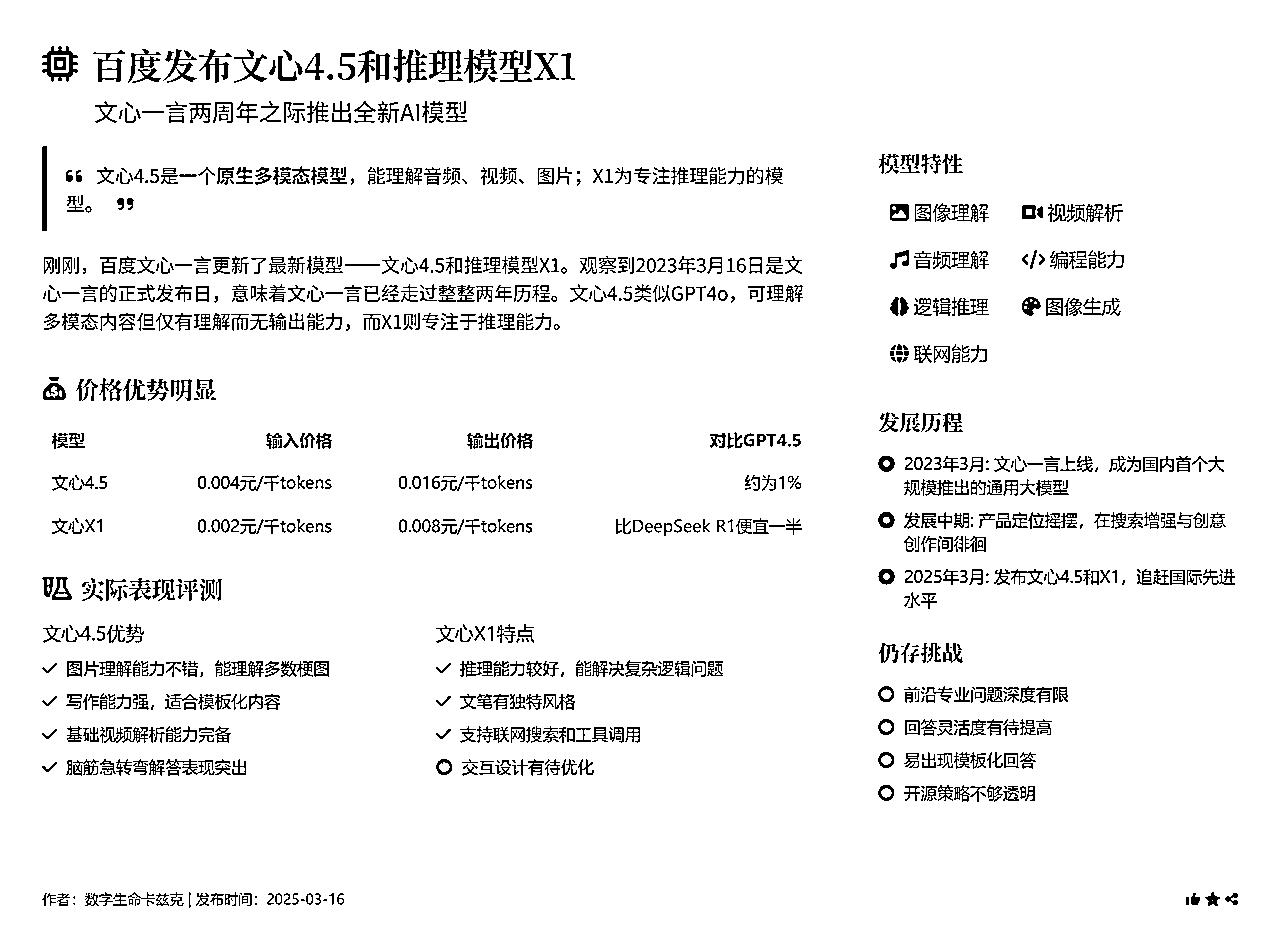 百度发布文心4.5和推理模型X1
文心一言两周年之际推出全新AI模型
“ 文心4.5是一个原生多模态模型，能理解音频、视频、图片；X1为专注推理能力的模
型。 ”
刚刚，百度文心一言更新了最新模型——文心4.5和推理模型X1。观察到2023年3月16日是文
心一言的正式发布日，意味着文心一言已经走过整整两年历程。文心4.5类似GPT4o，可理解
多模态内容但仅有理解而无输出能力，而X1则专注于推理能力。
价格优势明显
模型 输入价格 输出价格 对比GPT4.5
文心4.5 0.004元/千tokens 0.016元/千tokens 约为1%
文心X1 0.002元/千tokens 0.008元/千tokens 比DeepSeek R1便宜一半
实际表现评测
文心4.5优势
图片理解能力不错，能理解多数梗图
写作能力强，适合模板化内容
基础视频解析能力完备
脑筋急转弯解答表现突出
文心X1特点
推理能力较好，能解决复杂逻辑问题
文笔有独特风格
支持联网搜索和工具调用
交互设计有待优化
模型特性
图像理解 视频解析
音频理解 编程能力
逻辑推理 图像生成
联网能力
发展历程
2023年3月: 文心一言上线，成为国内首个大
规模推出的通用大模型
发展中期: 产品定位摇摆，在搜索增强与创意
创作间徘徊
2025年3月: 发布文心4.5和X1，追赶国际先进
水平
仍存挑战
前沿专业问题深度有限
回答灵活度有待提高
易出现模板化回答
开源策略不够透明
作者：数字生命卡兹克 | 发布时间：2025-03-16